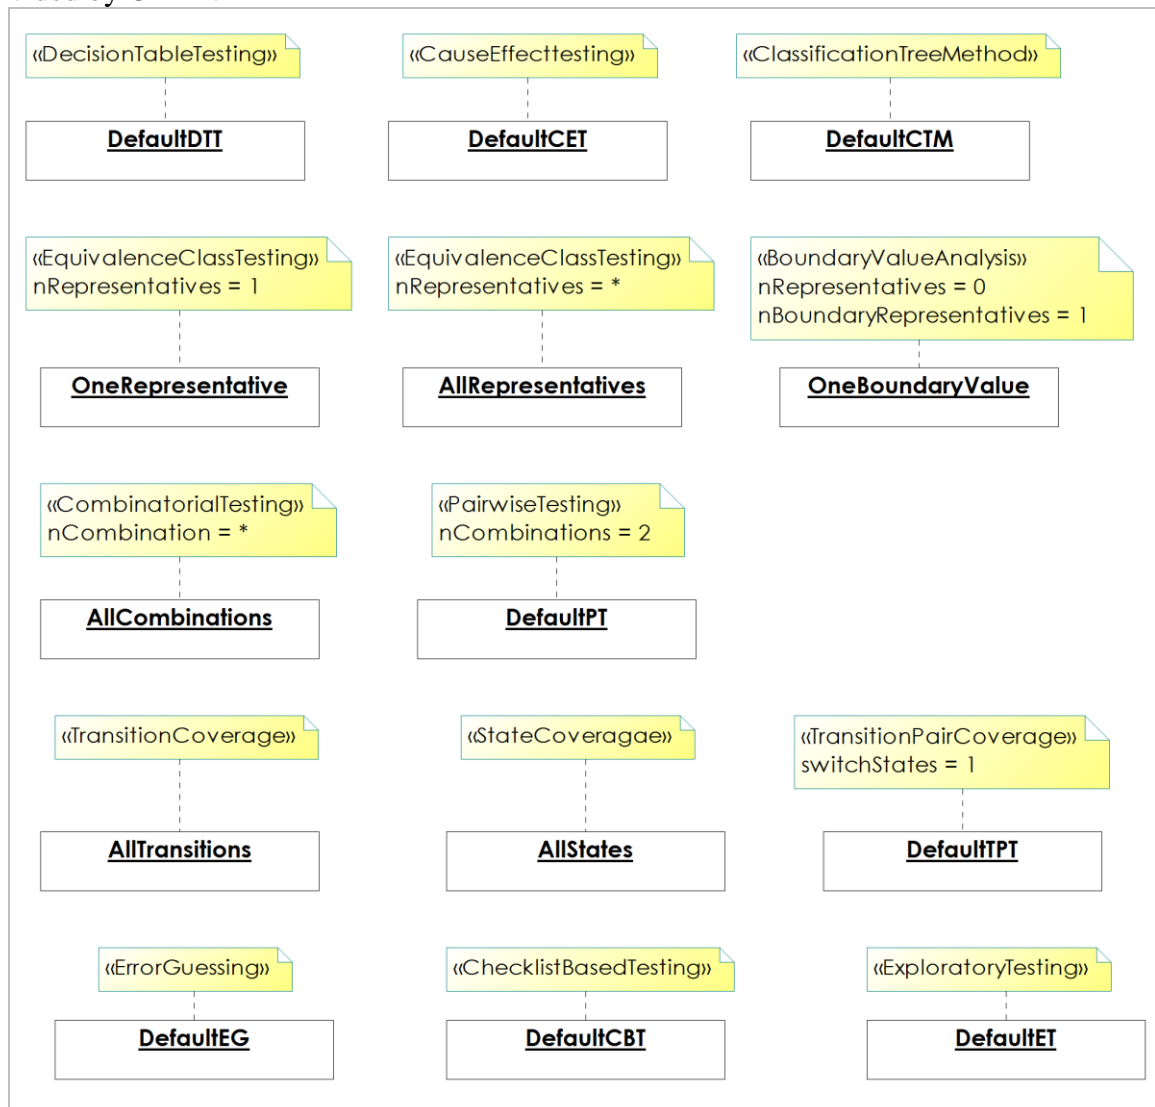 «DecisionTableTesting»
«CauseEffecttesting»
«ClassificationTreeMethod»
DefaultDTT
DefaultCET
DefaultCTM
«EquivalenceClassTesting»
nRepresentatives = 1
«EquivalenceClassTesting»
nRepresentatives = *
«BoundaryValueAnalysis»
nRepresentatives = 0
nBoundaryRepresentatives = 1
OneRepresentative
AllRepresentatives
OneBoundaryValue
«CombinatorialTesting»
nCombination = *
«PairwiseTesting»
nCombinations = 2
AllCombinations
DefaultPT
«TransitionCoverage»
«StateCoveragae»
«TransitionPairCoverage»
switchStates = 1
AllTransitions
AllStates
DefaultTPT
«ErrorGuessing»
«ChecklistBasedTesting»
«ExploratoryTesting»
DefaultEG
DefaultCBT
DefaultET